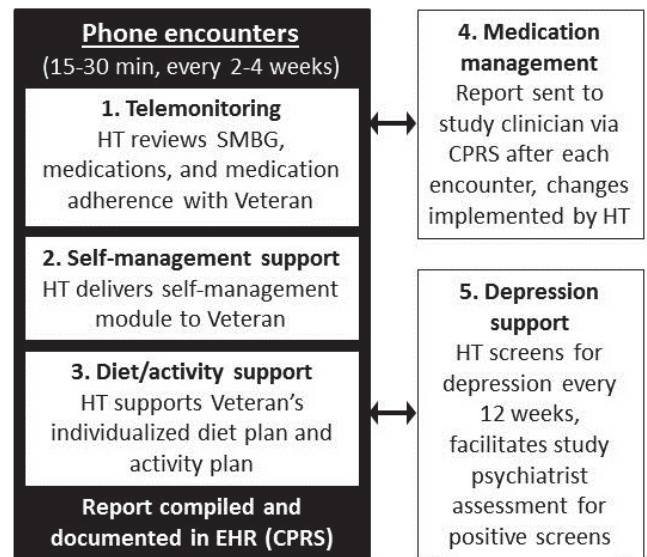 Phone encounters
(15-30 min, every 2-4 weeks)
1. Telemonitoring
HT reviews SMBG,
medications, and medication
adherence with Veteran
2. Self-management support
HT delivers self-management
module to Veteran
3. Diet/activity support
HT supports Veteran's
individualized diet plan and
activity plan
Report compiled and
documented in EHR (CPRS)
4. Medication
management
Report sent to
study clinician via
CPRS after each
encounter, changes
implemented by HT
5. Depression
support
HT screens for
depression every
12 weeks,
facilitates study
psychiatrist
assessment for
positive screens